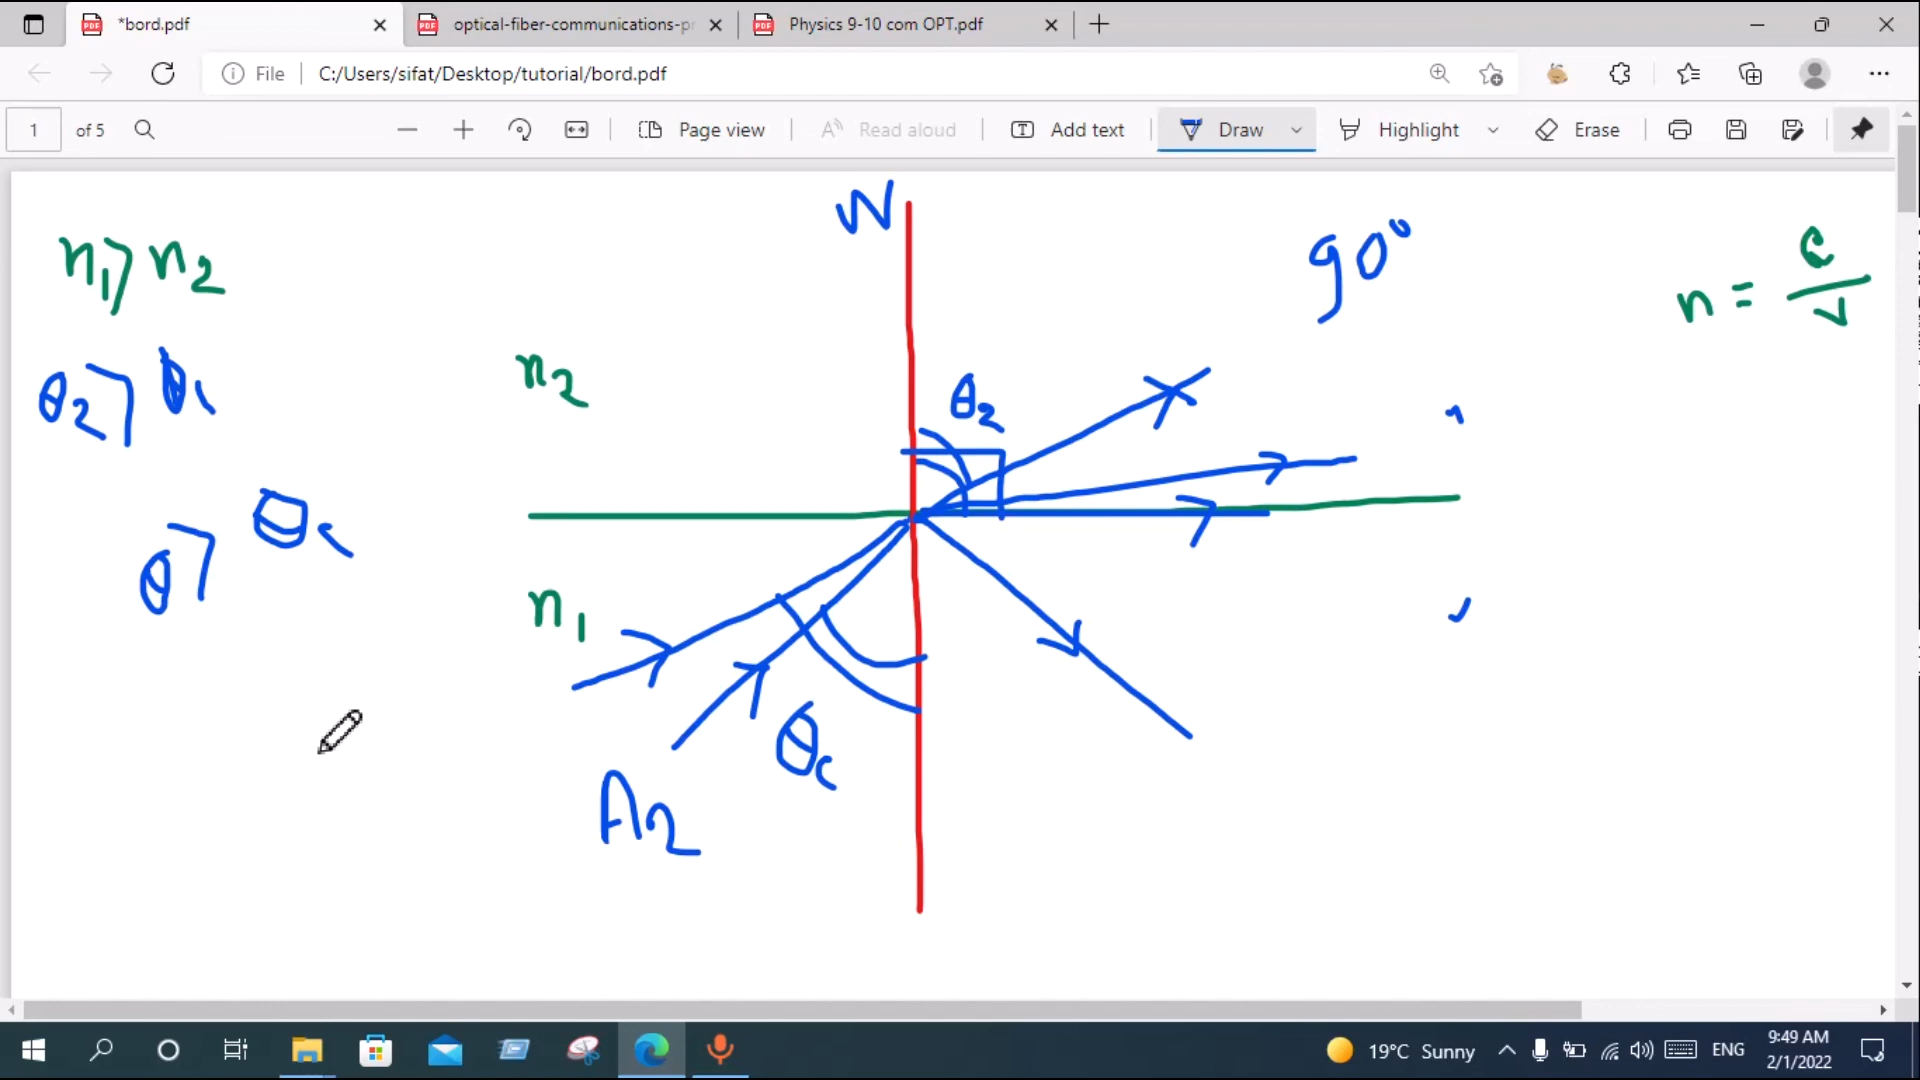 *bord.pdf
optical-fiber-communications-pr
Physics 9-10 com OPT.pdf
File
C:/Users/sifat/Desktop/tutorial/bord.pdf
1 of 5
Page view
Read aloud
Add text
Draw
Highlight
Erase
N
n1 > n2
90°
n = c/v
θ2 > θ1
n2
θ2
θ > θc
n1
θc
A2
19°C Sunny
ENG
9:49 AM
2/1/2022